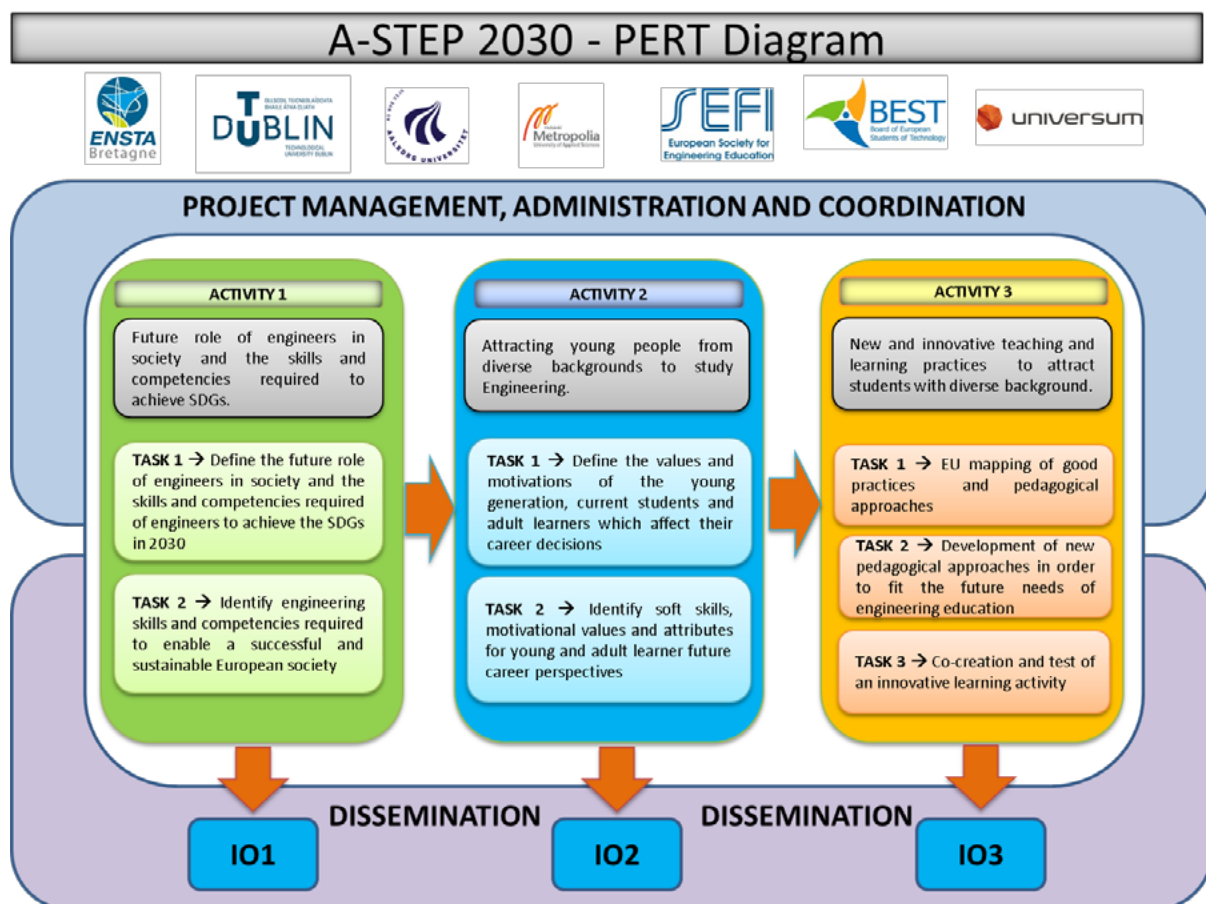 A-STEP 2030 - PERT Diagram
ENSTA
Bretagne
TU
DUBLIN
OLLSCOIL TEICNEOLAÍOCHTA
BHAILE ÁTHA CLIATH
TECHNOLOGICAL
UNIVERSITY DUBLIN
AALBORG UNIVERSITET
Metropolia
University of Applied Sciences
SEFI
European Society for
Engineering Education
BEST
Board of European
Students of Technology
universum
PROJECT MANAGEMENT, ADMINISTRATION AND COORDINATION
ACTIVITY 1
Future role of engineers in
society and the skills and
competencies required to
achieve SDGs.
TASK 1 → Define the future role
of engineers in society and the
skills and competencies required
of engineers to achieve the SDGs
in 2030
TASK 2 → Identify engineering
skills and competencies required
to enable a successful and
sustainable European society
ACTIVITY 2
Attracting young people from
diverse backgrounds to study
Engineering.
TASK 1 → Define the values and
motivations of the young
generation, current students and
adult learners which affect their
career decisions
TASK 2 → Identify soft skills,
motivational values and attributes
for young and adult learner future
career perspectives
ACTIVITY 3
New and innovative teaching and
learning practices to attract
students with diverse background.
TASK 1 → EU mapping of good
practices and pedagogical
approaches
TASK 2 → Development of new
pedagogical approaches in order
to fit the future needs of
engineering education
TASK 3 → Co-creation and test of
an innovative learning activity
DISSEMINATION
DISSEMINATION
IO1
IO2
IO3